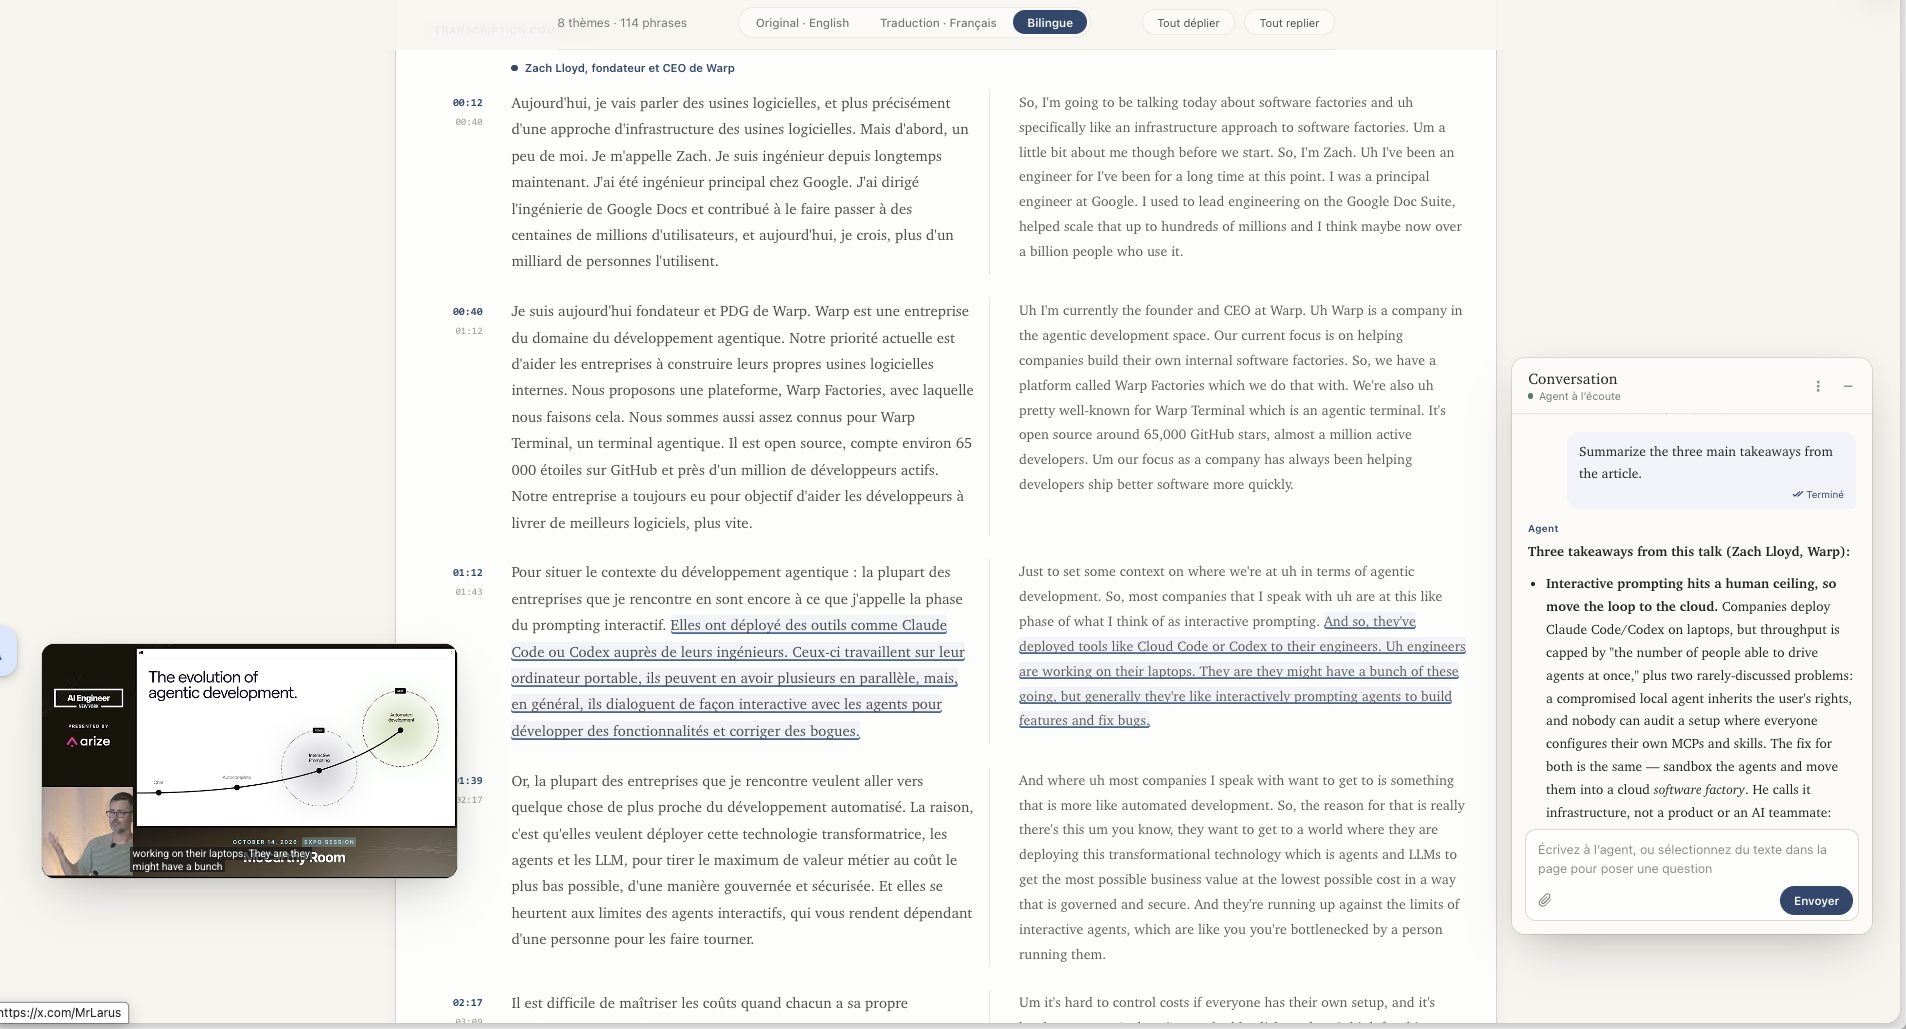 8 thèmes · 114 phrases
Original · English
Traduction · Français
Bilingue
Tout déplier
Tout replier
TRANSCRIPTION COM
Zach Lloyd, fondateur et CEO de Warp
00:12
00:40
Aujourd'hui, je vais parler des usines logicielles, et plus précisément
d'une approche d'infrastructure des usines logicielles. Mais d'abord, un
peu de moi. Je m'appelle Zach. Je suis ingénieur depuis longtemps
maintenant. J'ai été ingénieur principal chez Google. J'ai dirigé
l'ingénierie de Google Docs et contribué à le faire passer à des
centaines de millions d'utilisateurs, et aujourd'hui, je crois, plus d'un
milliard de personnes l'utilisent.
So, I'm going to be talking today about software factories and uh
specifically like an infrastructure approach to software factories. Um a
little bit about me though before we start. So, I'm Zach. Uh I've been an
engineer for I've been for a long time at this point. I was a principal
engineer at Google. I used to lead engineering on the Google Doc Suite,
helped scale that up to hundreds of millions and I think maybe now over
a billion people who use it.
00:40
01:12
Je suis aujourd'hui fondateur et PDG de Warp. Warp est une entreprise
du domaine du développement agentique. Notre priorité actuelle est
d'aider les entreprises à construire leurs propres usines logicielles
internes. Nous proposons une plateforme, Warp Factories, avec laquelle
nous faisons cela. Nous sommes aussi assez connus pour Warp
Terminal, un terminal agentique. Il est open source, compte environ 65
000 étoiles sur GitHub et près d'un million de développeurs actifs.
Notre entreprise a toujours eu pour objectif d'aider les développeurs à
livrer de meilleurs logiciels, plus vite.
Uh I'm currently the founder and CEO at Warp. Uh Warp is a company in
the agentic development space. Our current focus is on helping
companies build their own internal software factories. So, we have a
platform called Warp Factories which we do that with. We're also uh
pretty well-known for Warp Terminal which is an agentic terminal. It's
open source around 65,000 GitHub stars, almost a million active
developers. Um our focus as a company has always been helping
developers ship better software more quickly.
01:12
01:43
Pour situer le contexte du développement agentique : la plupart des
entreprises que je rencontre en sont encore à ce que j'appelle la phase
du prompting interactif. Elles ont déployé des outils comme Claude
Code ou Codex auprès de leurs ingénieurs. Ceux-ci travaillent sur leur
ordinateur portable, ils peuvent en avoir plusieurs en parallèle, mais,
en général, ils dialoguent de façon interactive avec les agents pour
développer des fonctionnalités et corriger des bogues.
Just to set some context on where we're at uh in terms of agentic
development. So, most companies that I speak with uh are at this like
phase of what I think of as interactive prompting. And so, they've
deployed tools like Cloud Code or Codex to their engineers. Uh engineers
are working on their laptops. They are they might have a bunch of these
going, but generally they're like interactively prompting agents to build
features and fix bugs.
1:39
2:17
Or, la plupart des entreprises que je rencontre veulent aller vers
quelque chose de plus proche du développement automatisé. La raison,
c'est qu'elles veulent déployer cette technologie transformatrice, les
agents et les LLM, pour tirer le maximum de valeur métier au coût le
plus bas possible, d'une manière gouvernée et sécurisée. Et elles se
heurtent aux limites des agents interactifs, qui vous rendent dépendant
d'une personne pour les faire tourner.
And where uh most companies I speak with want to get to is something
that is more like automated development. So, the reason for that is really
there's this um you know, they want to get to a world where they are
deploying this transformational technology which is agents and LLMs to
get the most possible business value at the lowest possible cost in a way
that is governed and secure. And they're running up against the limits of
interactive agents, which are like you you're bottlenecked by a person
running them.
02:17
03:09
Il est difficile de maîtriser les coûts quand chacun a sa propre
Um it's hard to control costs if everyone has their own setup, and it's
The evolution of
agentic development.
AI Engineer
NEW YORK
PRESENTED BY
arize
Chat
Autocomplete
Interactive
Prompting
Automated
development
OCTOBER 14, 2026
EXPO SESSION
Room
working on their laptops. They are they
might have a bunch
https://x.com/MrLarus
Conversation
Agent à l'écoute
Summarize the three main takeaways from
the article.
Terminé
Agent
Three takeaways from this talk (Zach Lloyd, Warp):
• Interactive prompting hits a human ceiling, so
move the loop to the cloud. Companies deploy
Claude Code/Codex on laptops, but throughput is
capped by "the number of people able to drive
agents at once," plus two rarely-discussed problems:
a compromised local agent inherits the user's rights,
and nobody can audit a setup where everyone
configures their own MCPs and skills. The fix for
both is the same — sandbox the agents and move
them into a cloud software factory. He calls it
infrastructure, not a product or an AI teammate:
Écrivez à l'agent, ou sélectionnez du texte dans la
page pour poser une question
Envoyer